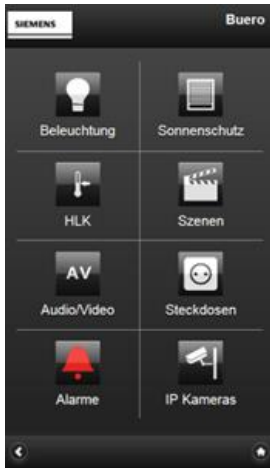 SIEMENS
Buero
Beleuchtung
Sonnenschutz
HLK
Szenen
AV
Audio/Video
Steckdosen
Alarme
IP Kameras